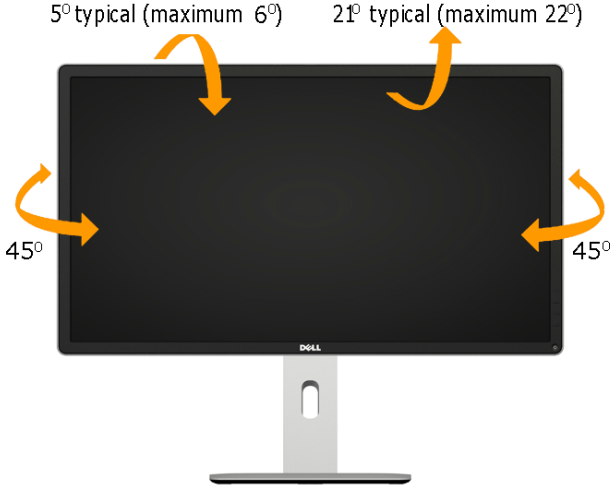 5⁰ typical (maximum 6⁰)
21⁰ typical (maximum 22⁰)
45⁰
45⁰
DELL